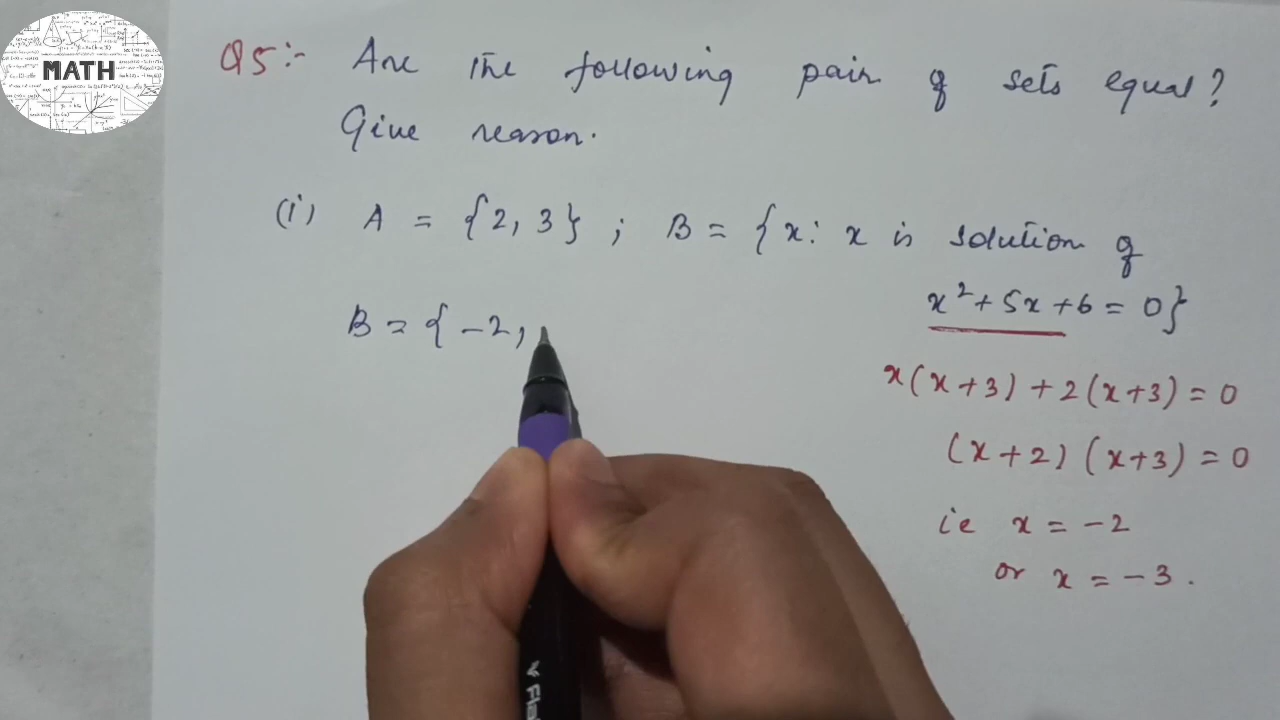 MATH
Q5:- Are the following pair of sets equal?
Give reason.
(i) A = {2, 3} ; B = {x: x is solution of
x²+5x+6 = 0}
B = {-2,
x(x+3) +2(x+3) = 0
(x+2) (x+3) = 0
ie x = -2
or x = -3.